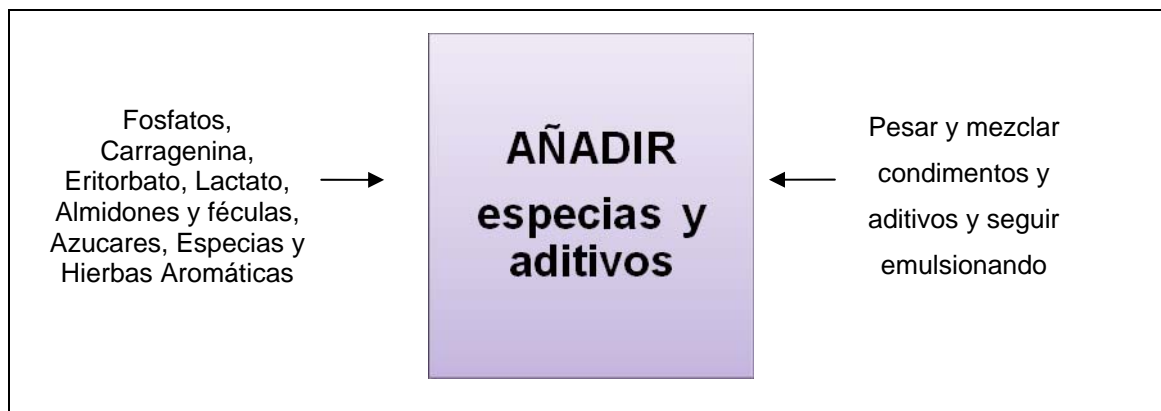 Fosfatos,
Carragenina,
Eritorbato, Lactato,
Almidones y féculas,
Azucares, Especias y
Hierbas Aromáticas
AÑADIR
especias y
aditivos
Pesar y mezclar
condimentos y
aditivos y seguir
emulsionando